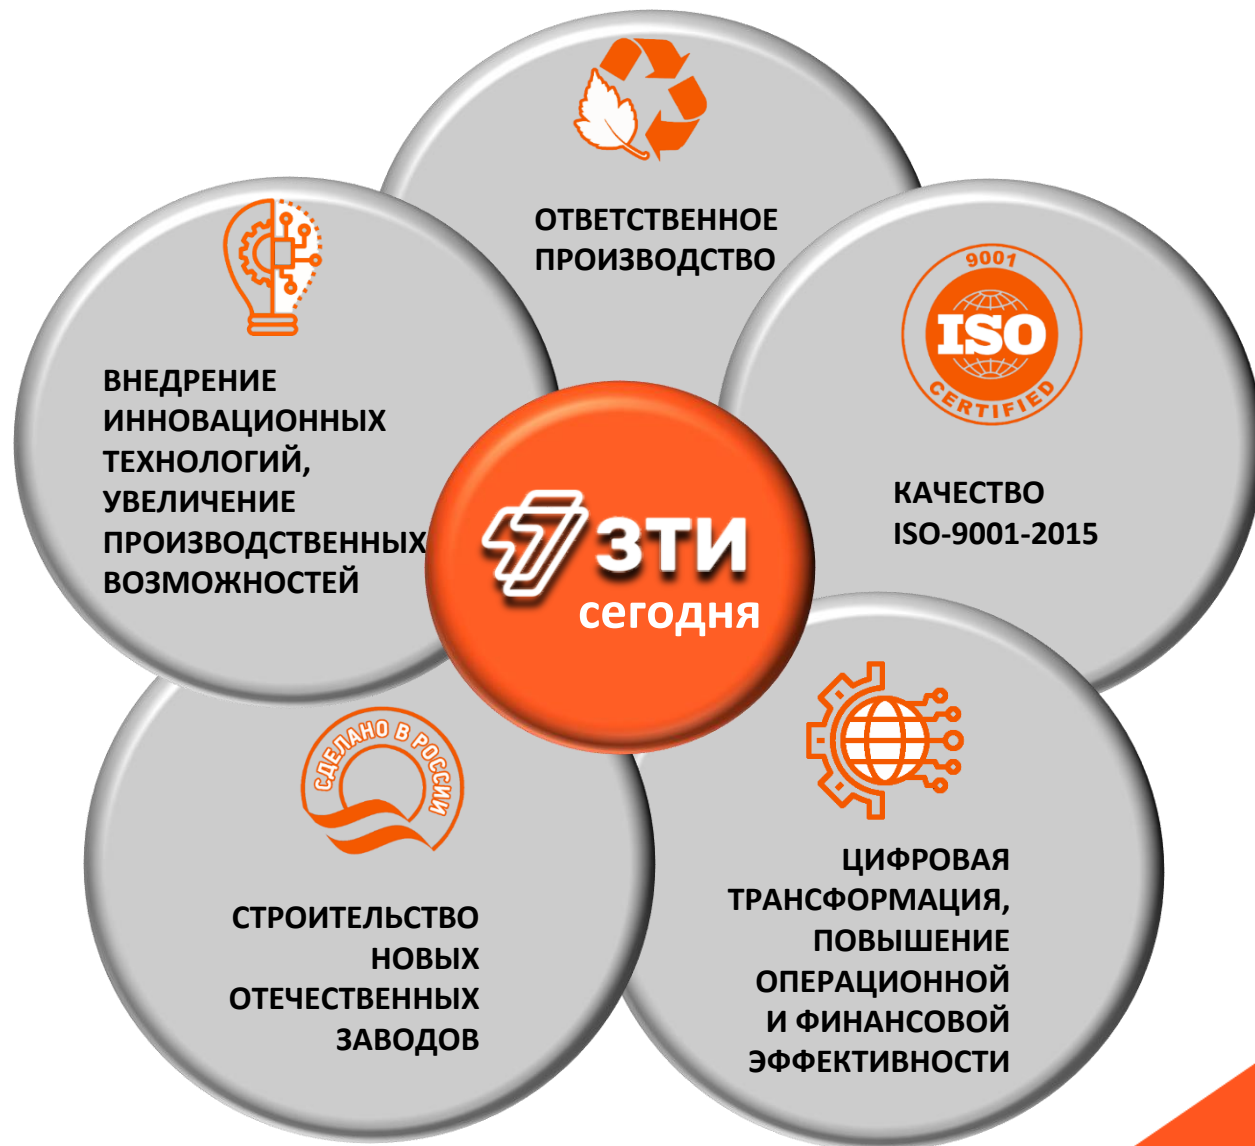 ОТВЕТСТВЕННОЕ
ПРОИЗВОДСТВО
9001
ISO
CERTIFIED
КАЧЕСТВО
ISO-9001-2015
ВНЕДРЕНИЕ
ИННОВАЦИОННЫХ
ТЕХНОЛОГИЙ,
УВЕЛИЧЕНИЕ
ПРОИЗВОДСТВЕННЫХ
ВОЗМОЖНОСТЕЙ
ЗТИ
сегодня
СДЕЛАНО В РОССИИ
СТРОИТЕЛЬСТВО
НОВЫХ
ОТЕЧЕСТВЕННЫХ
ЗАВОДОВ
ЦИФРОВАЯ
ТРАНСФОРМАЦИЯ,
ПОВЫШЕНИЕ
ОПЕРАЦИОННОЙ
И ФИНАНСОВОЙ
ЭФФЕКТИВНОСТИ